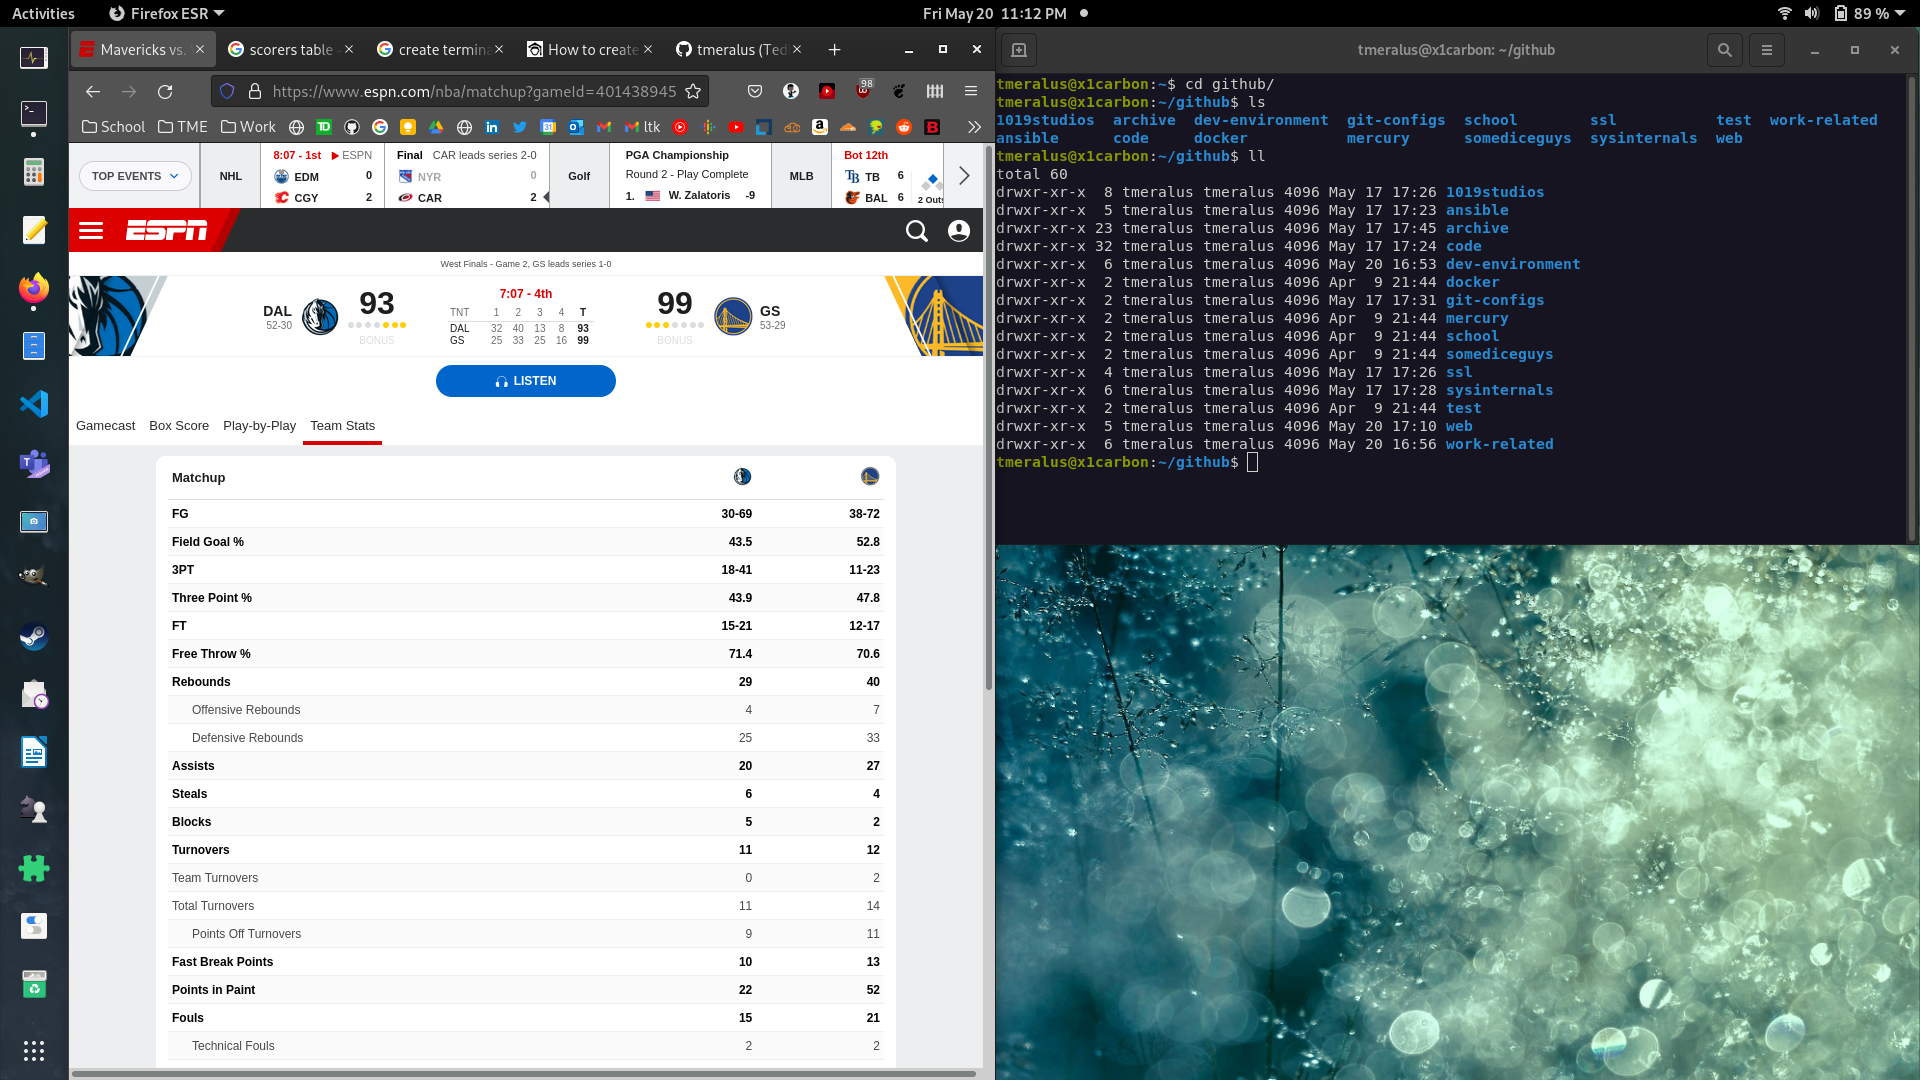 Activities
Firefox ESR
Fri May 20 11:12 PM
89 %
Mavericks vs.
scorers table -
create termina
How to create
tmeralus (Ted
https://www.espn.com/nba/matchup?gameId=401438945
98
School
TME
Work
ltk
TOP EVENTS
NHL
8:07 - 1st ESPN
EDM 0
CGY 2
Final CAR leads series 2-0
NYR 0
CAR 2
Golf
PGA Championship
Round 2 - Play Complete
1. W. Zalatoris -9
MLB
Bot 12th
TB 6
BAL 6
2 Outs
ESPN
West Finals - Game 2, GS leads series 1-0
DAL
52-30
93
BONUS
7:07 - 4th
TNT 1 2 3 4 T
DAL 32 40 13 8 93
GS 25 33 25 16 99
99
BONUS
GS
53-29
LISTEN
Gamecast Box Score Play-by-Play Team Stats
Matchup
FG 30-69 38-72
Field Goal % 43.5 52.8
3PT 18-41 11-23
Three Point % 43.9 47.8
FT 15-21 12-17
Free Throw % 71.4 70.6
Rebounds 29 40
Offensive Rebounds 4 7
Defensive Rebounds 25 33
Assists 20 27
Steals 6 4
Blocks 5 2
Turnovers 11 12
Team Turnovers 0 2
Total Turnovers 11 14
Points Off Turnovers 9 11
Fast Break Points 10 13
Points in Paint 22 52
Fouls 15 21
Technical Fouls 2 2
tmeralus@x1carbon: ~/github
tmeralus@x1carbon:~$ cd github/
tmeralus@x1carbon:~/github$ ls
1019studios archive dev-environment git-configs school ssl test work-related
ansible code docker mercury somediceguys sysinternals web
tmeralus@x1carbon:~/github$ ll
total 60
drwxr-xr-x 8 tmeralus tmeralus 4096 May 17 17:26 1019studios
drwxr-xr-x 5 tmeralus tmeralus 4096 May 17 17:23 ansible
drwxr-xr-x 23 tmeralus tmeralus 4096 May 17 17:45 archive
drwxr-xr-x 32 tmeralus tmeralus 4096 May 17 17:24 code
drwxr-xr-x 6 tmeralus tmeralus 4096 May 20 16:53 dev-environment
drwxr-xr-x 2 tmeralus tmeralus 4096 Apr 9 21:44 docker
drwxr-xr-x 2 tmeralus tmeralus 4096 May 17 17:31 git-configs
drwxr-xr-x 2 tmeralus tmeralus 4096 Apr 9 21:44 mercury
drwxr-xr-x 2 tmeralus tmeralus 4096 Apr 9 21:44 school
drwxr-xr-x 2 tmeralus tmeralus 4096 Apr 9 21:44 somediceguys
drwxr-xr-x 4 tmeralus tmeralus 4096 May 17 17:26 ssl
drwxr-xr-x 6 tmeralus tmeralus 4096 May 17 17:28 sysinternals
drwxr-xr-x 2 tmeralus tmeralus 4096 Apr 9 21:44 test
drwxr-xr-x 5 tmeralus tmeralus 4096 May 20 17:10 web
drwxr-xr-x 6 tmeralus tmeralus 4096 May 20 16:56 work-related
tmeralus@x1carbon:~/github$